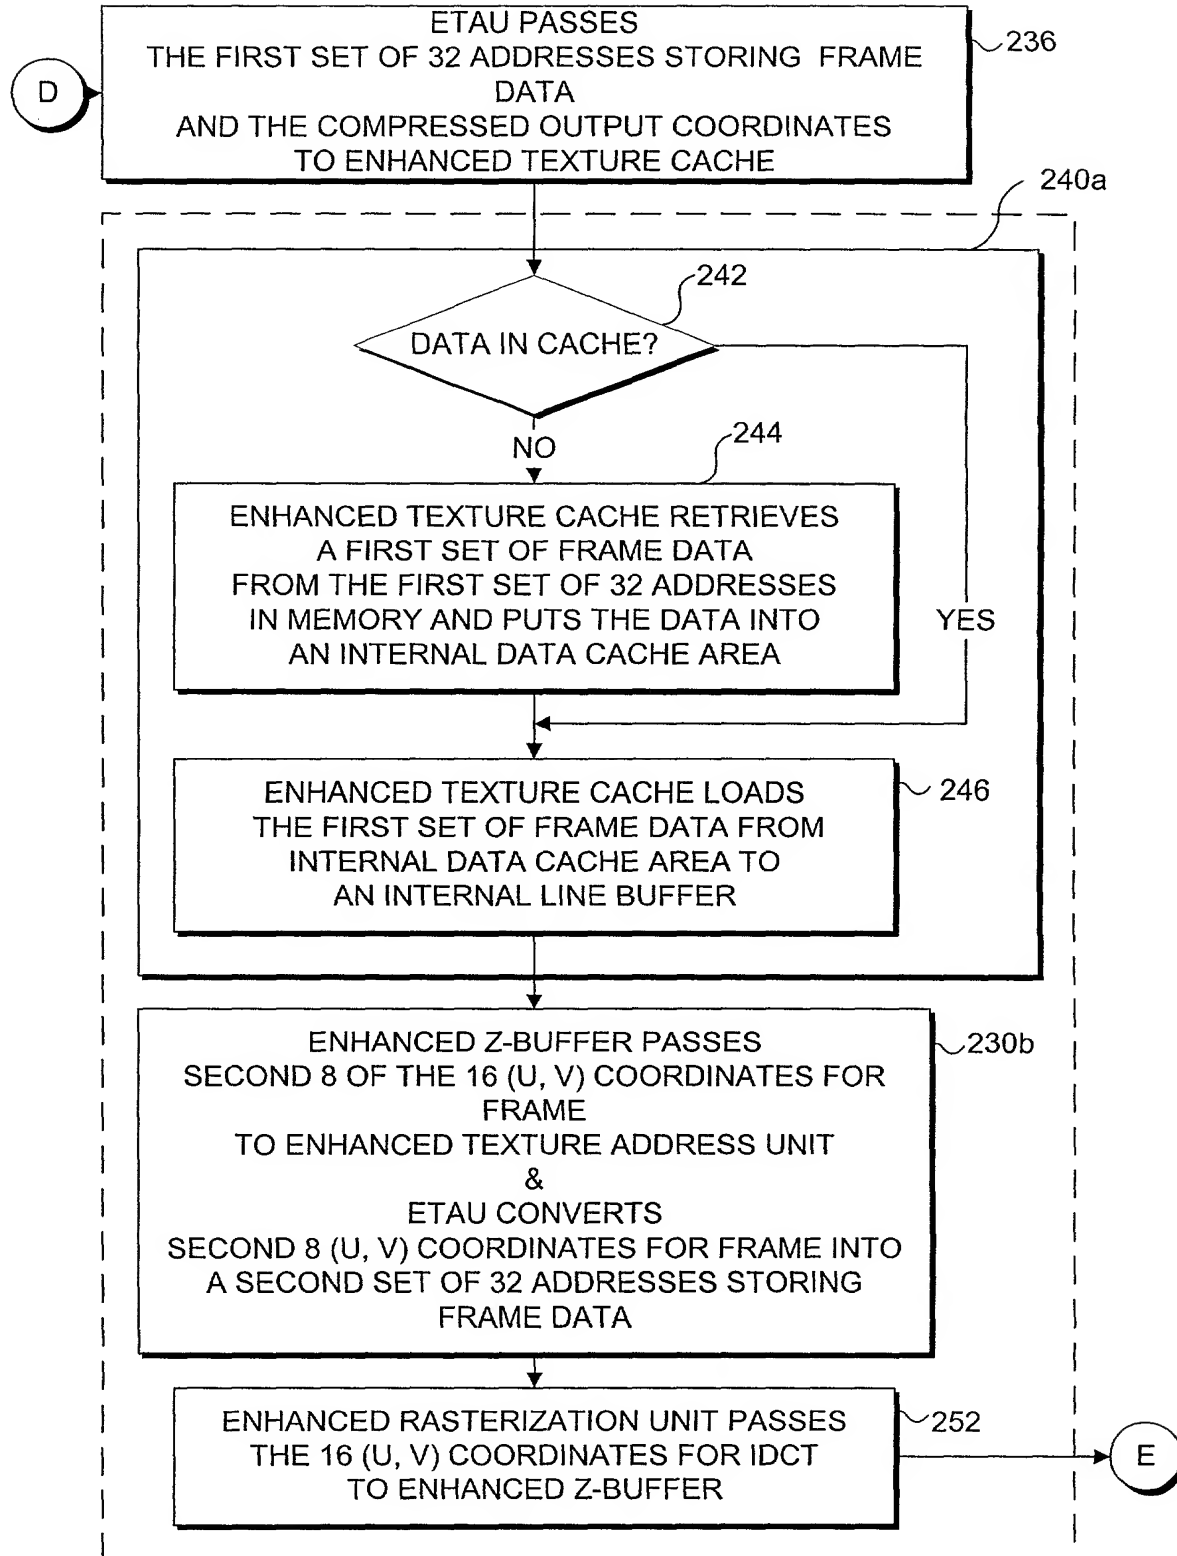 ETAU PASSES
THE FIRST SET OF 32 ADDRESSES STORING FRAME
DATA
AND THE COMPRESSED OUTPUT COORDINATES
TO ENHANCED TEXTURE CACHE
236
D
240a
242
DATA IN CACHE?
NO
244
ENHANCED TEXTURE CACHE RETRIEVES
A FIRST SET OF FRAME DATA
FROM THE FIRST SET OF 32 ADDRESSES
IN MEMORY AND PUTS THE DATA INTO
AN INTERNAL DATA CACHE AREA
YES
ENHANCED TEXTURE CACHE LOADS
THE FIRST SET OF FRAME DATA FROM
INTERNAL DATA CACHE AREA TO
AN INTERNAL LINE BUFFER
246
ENHANCED Z-BUFFER PASSES
SECOND 8 OF THE 16 (U, V) COORDINATES FOR
FRAME
TO ENHANCED TEXTURE ADDRESS UNIT
&
ETAU CONVERTS
SECOND 8 (U, V) COORDINATES FOR FRAME INTO
A SECOND SET OF 32 ADDRESSES STORING
FRAME DATA
230b
ENHANCED RASTERIZATION UNIT PASSES
THE 16 (U, V) COORDINATES FOR IDCT
TO ENHANCED Z-BUFFER
252
E